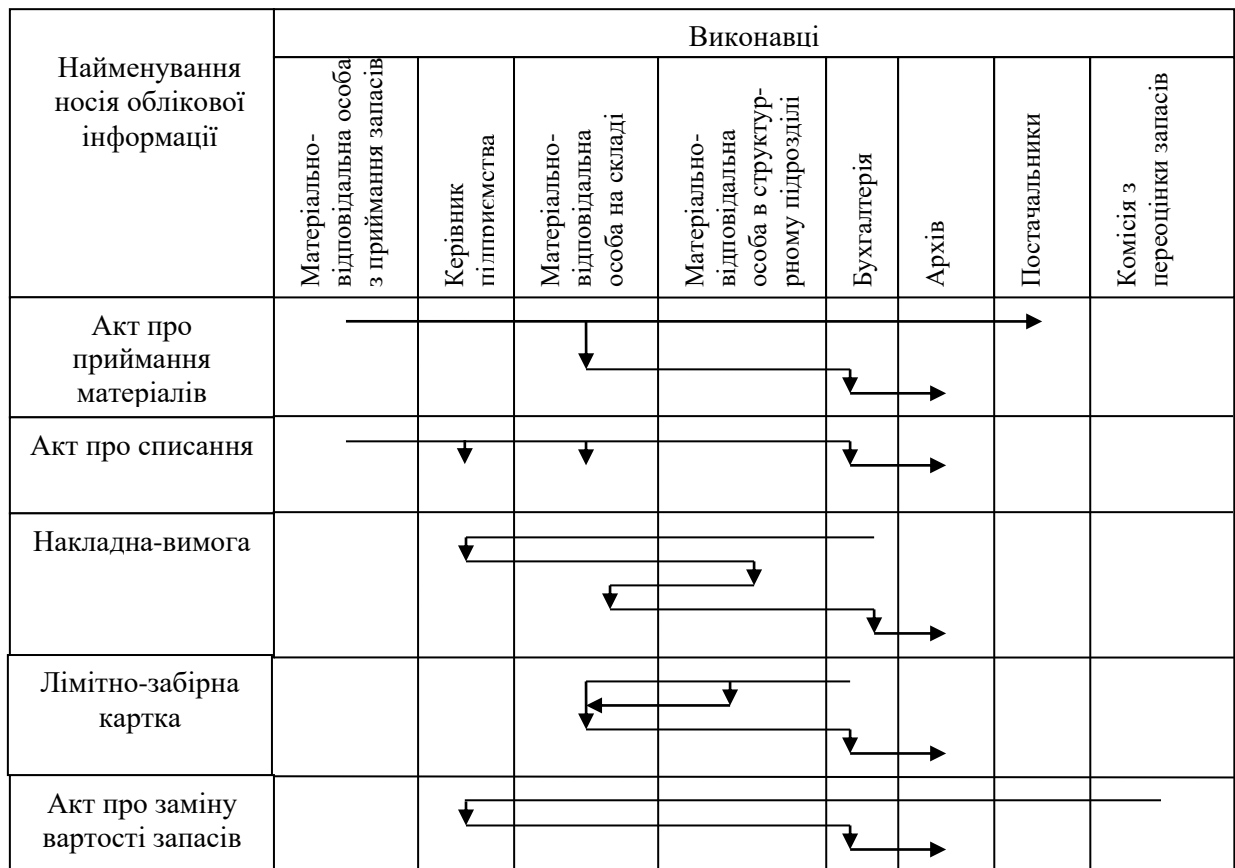 Найменування
носія облікової
інформації
Виконавці
Матеріально-
відповідальна особа
з приймання запасів
Керівник
пілприємства
Матеріально-
відповідальна
особа на складі
Матеріально-
відповідальна
особа в структур-
рному підрозділі
Бухгалтерія
Архів
Постачальники
Комісія з
переоцінки запасів
Акт про
приймання
матеріалів
Акт про списання
Накладна-вимога
Лімітно-забірна
картка
Акт про заміну
вартості запасів